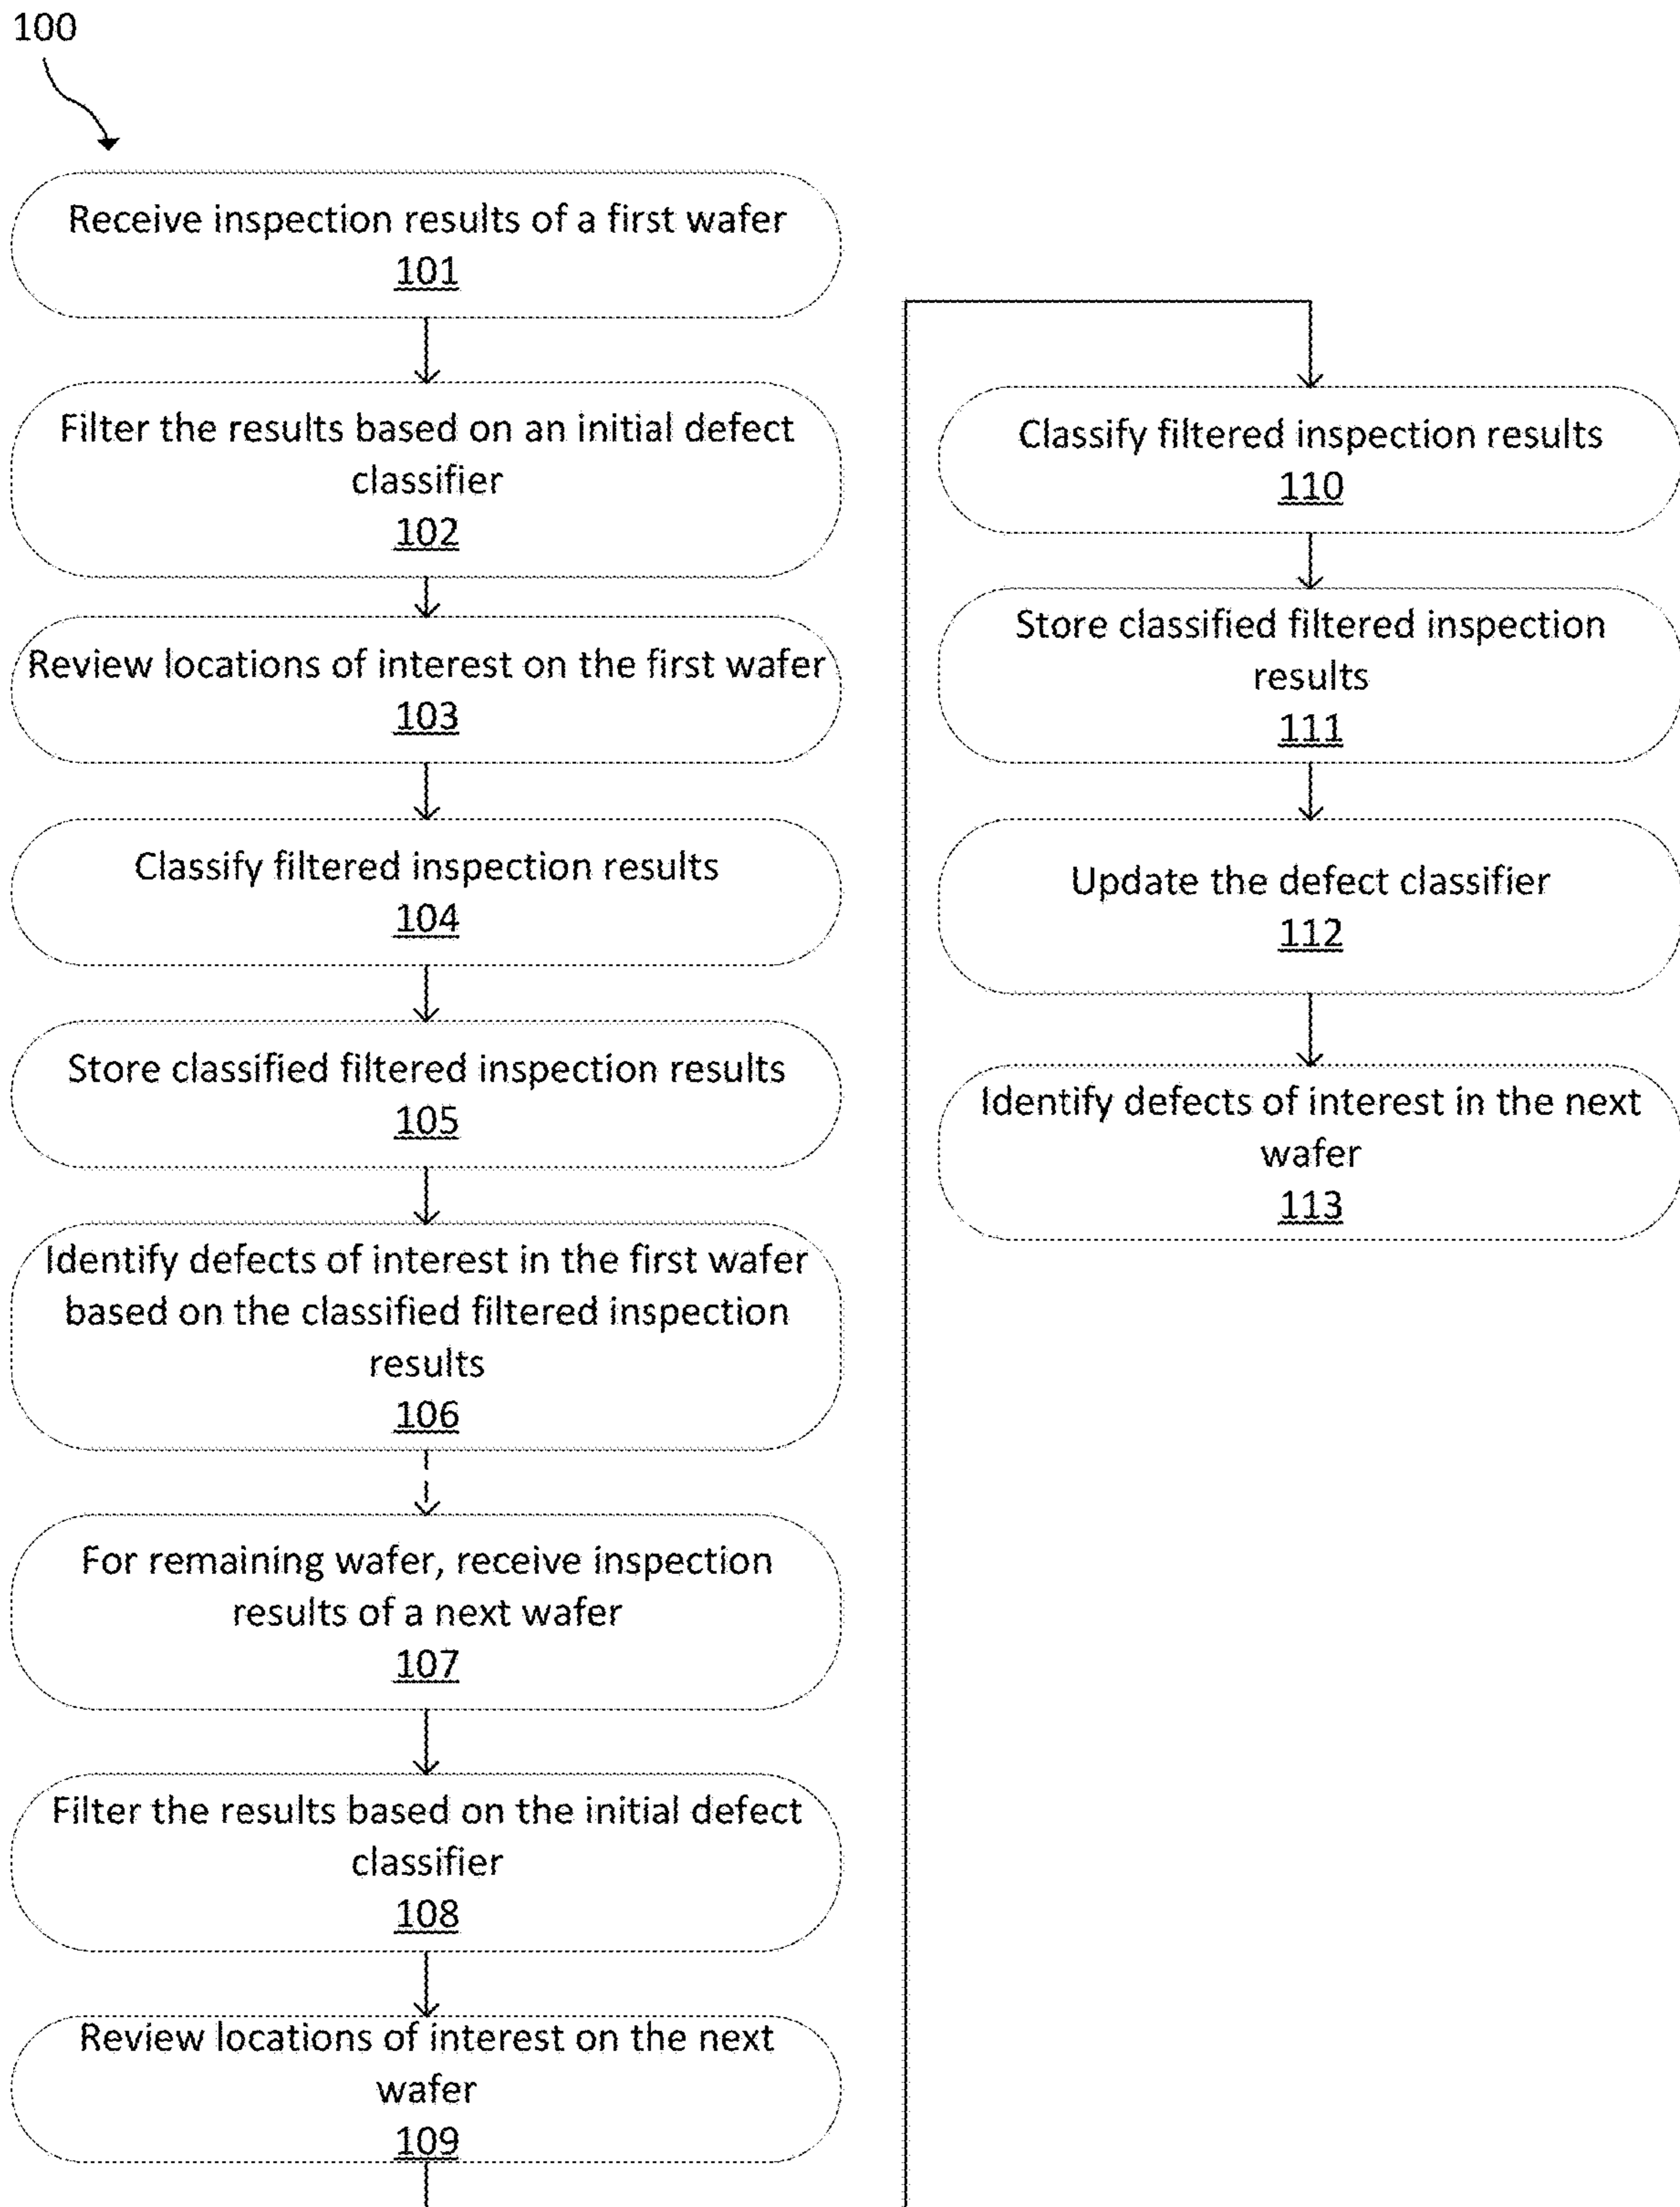 100
Receive inspection results of a first wafer
101
Filter the results based on an initial defect
classifier
102
Review locations of interest on the first wafer
103
Classify filtered inspection results
104
Store classified filtered inspection results
105
Identify defects of interest in the first wafer
based on the classified filtered inspection
results
106
For remaining wafer, receive inspection
results of a next wafer
107
Filter the results based on the initial defect
classifier
108
Review locations of interest on the next
wafer
109
Classify filtered inspection results
110
Store classified filtered inspection
results
111
Update the defect classifier
112
Identify defects of interest in the next
wafer
113